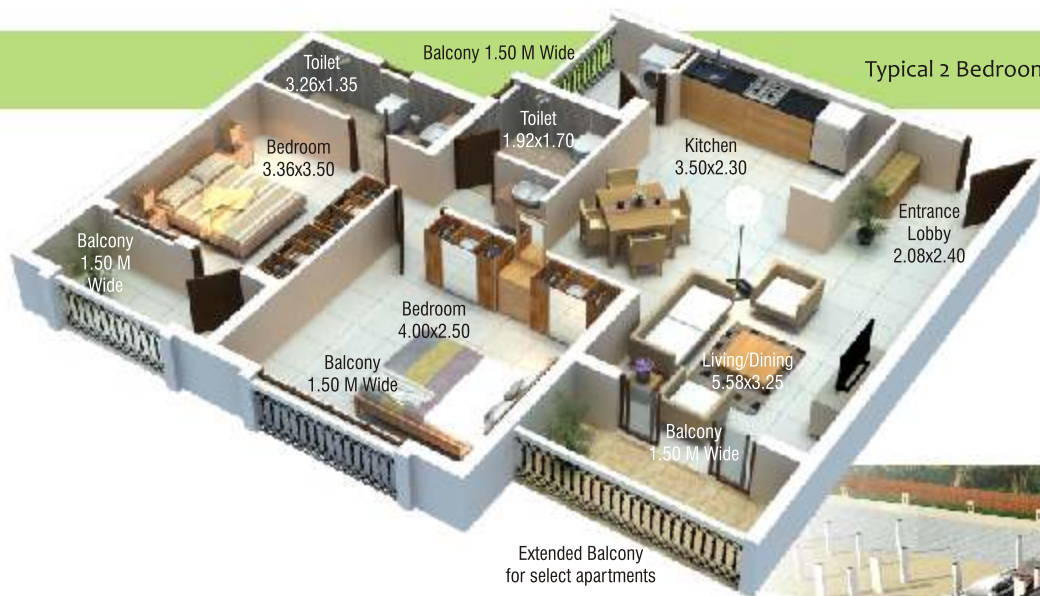 Balcony 1.50 M Wide
Typical 2 Bedroom
Toilet
3.26x1.35
Toilet
1.92x1.70
Kitchen
3.50x2.30
Bedroom
3.36x3.50
Entrance
Lobby
2.08x2.40
Balcony
1.50 M
Wide
Bedroom
4.00x2.50
Balcony
1.50 M Wide
Living/Dining
5.58x3.25
Balcony
1.50 M Wide
Extended Balcony
for select apartments